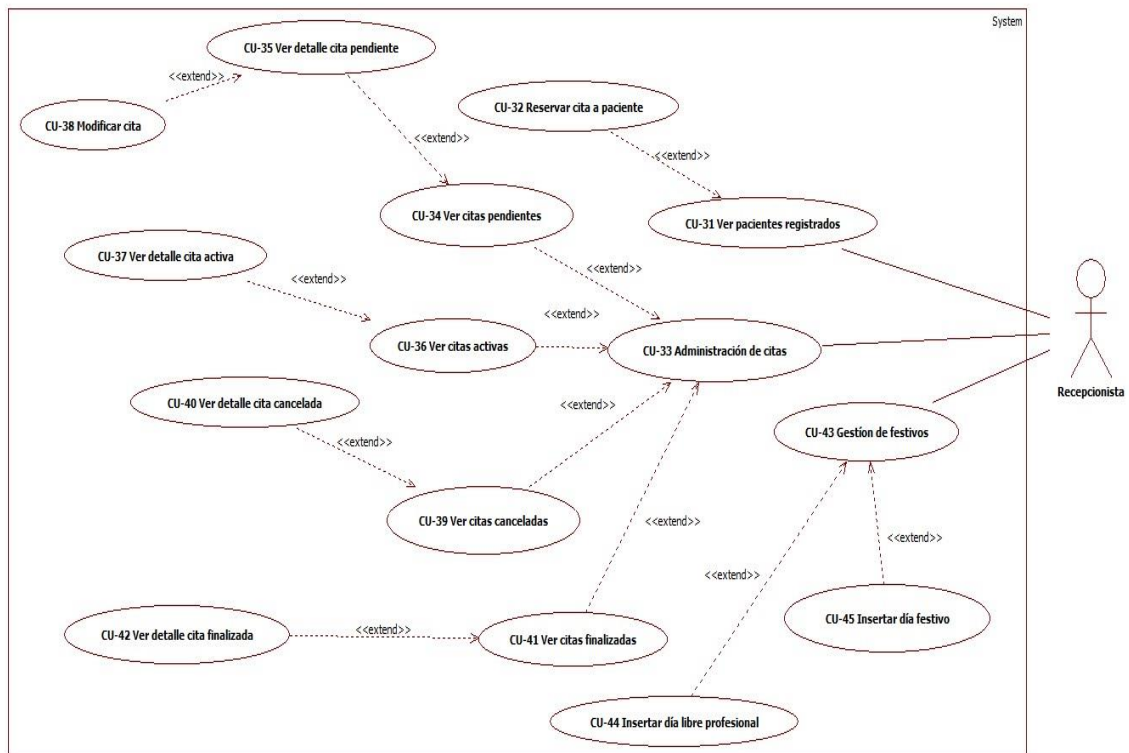 System
CU-35 Ver detalle cita pendiente
<<extend>>
CU-38 Modificar cita
CU-32 Reservar cita a paciente
<<extend>>
<<extend>>
CU-34 Ver citas pendientes
CU-31 Ver pacientes registrados
CU-37 Ver detalle cita activa
<<extend>>
<<extend>>
<<extend>>
CU-36 Ver citas activas
CU-33 Administración de citas
Recepcionista
CU-40 Ver detalle cita cancelada
<<extend>>
<<extend>>
CU-43 Gestíon de festivos
CU-39 Ver citas canceladas
<<extend>>
<<extend>>
<<extend>>
CU-45 Insertar día festivo
CU-42 Ver detalle cita finalizada
<<extend>>
CU-41 Ver citas finalizadas
CU-44 Insertar día libre profesional